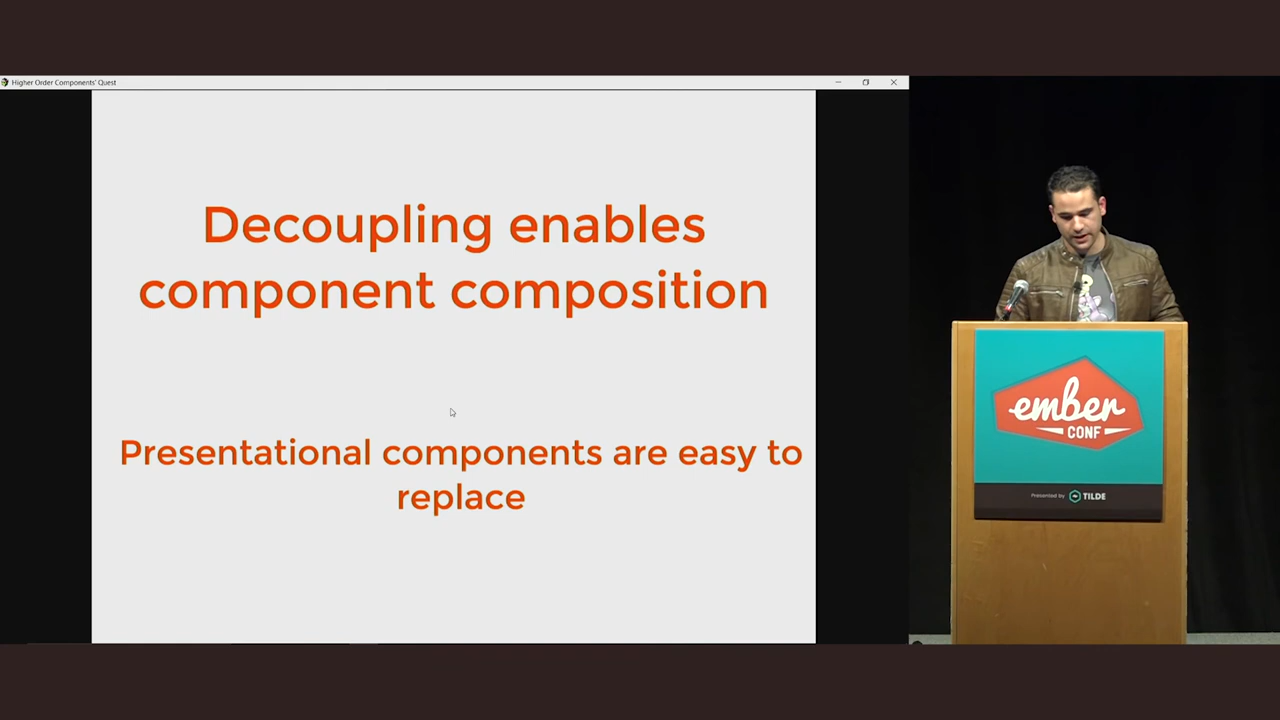 Higher Order Components' Quest
Decoupling enables
component composition
Presentational components are easy to
replace
ember
CONF
Presented by TILDE